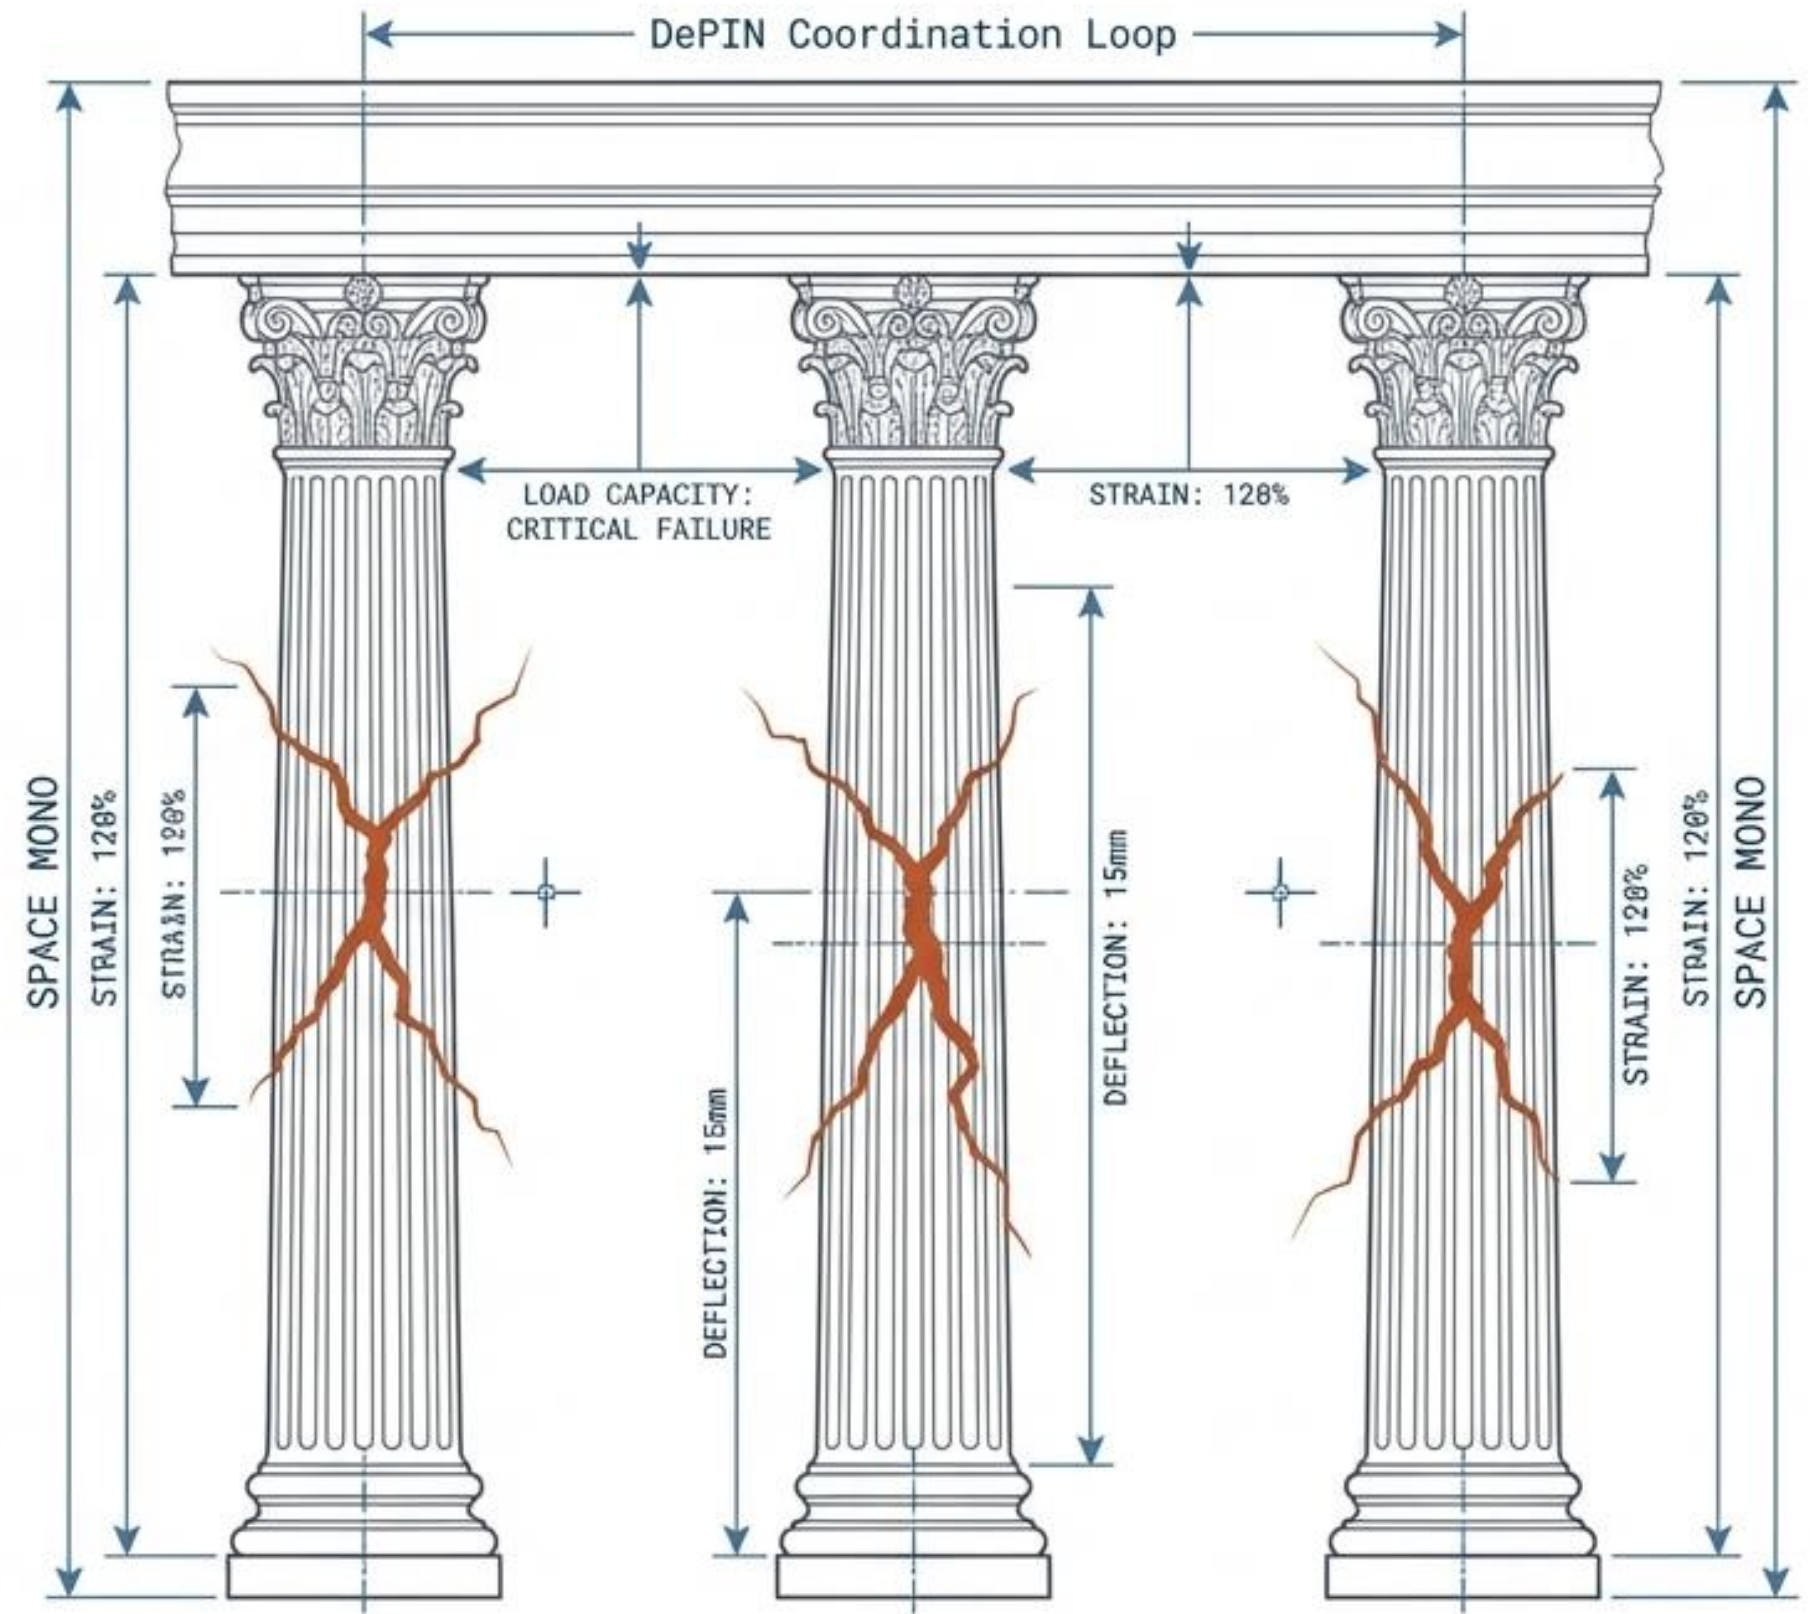 DePIN Coordination Loop
LOAD CAPACITY:
CRITICAL FAILURE
STRAIN: 128%
SPACE MONO
STRAIN: 120%
STRAIN: 120%
DEFLECTION: 15mm
DEFLECTION: 15mm
STRAIN: 120%
STRAIN: 120%
SPACE MONO